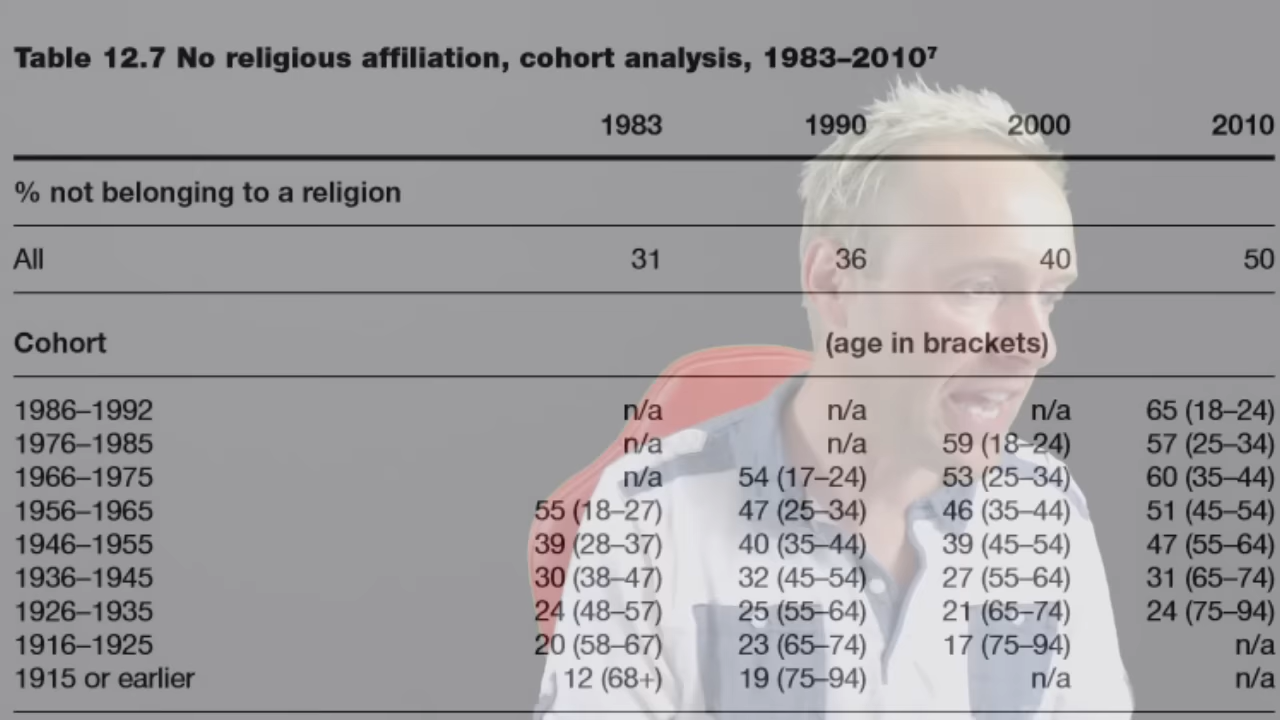 Table 12.7 No religious affiliation, cohort analysis, 1983–2010⁷
1983 1990 2000 2010
% not belonging to a religion
All 31 36 40 50
Cohort (age in brackets)
1986–1992 n/a n/a n/a 65 (18–24)
1976–1985 n/a n/a 59 (18–24) 57 (25–34)
1966–1975 n/a 54 (17–24) 53 (25–34) 60 (35–44)
1956–1965 55 (18–27) 47 (25–34) 46 (35–44) 51 (45–54)
1946–1955 39 (28–37) 40 (35–44) 39 (45–54) 47 (55–64)
1936–1945 30 (38–47) 32 (45–54) 27 (55–64) 31 (65–74)
1926–1935 24 (48–57) 25 (55–64) 21 (65–74) 24 (75–94)
1916–1925 20 (58–67) 23 (65–74) 17 (75–94) n/a
1915 or earlier 12 (68+) 19 (75–94) n/a n/a